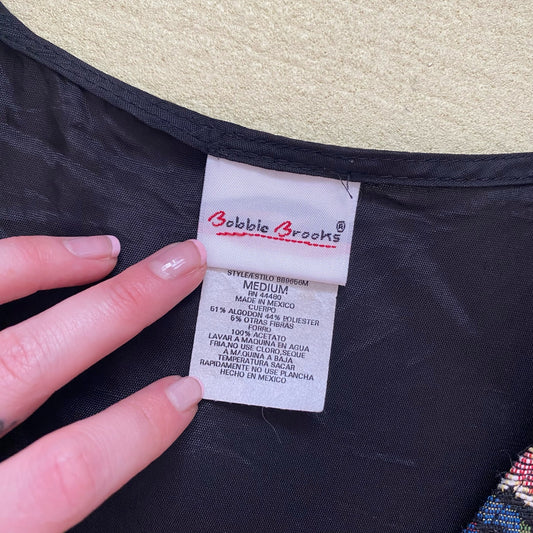 Bobbie Brooks®
STYLE/ESTILO 889658M
MEDIUM
RN 44480
MADE IN MEXICO
CUERPO
51% ALGODON 44% POLIESTER
5% OTRAS FIBRAS
FORRO
100% ACETATO
LAVAR A MAQUINA EN AGUA
FRIA,NO USE CLORO,SEQUE
A MAQUINA A BAJA
TEMPERATURA SACAR
RAPIDAMENTE NO USE PLANCHA
HECHO EN MEXICO